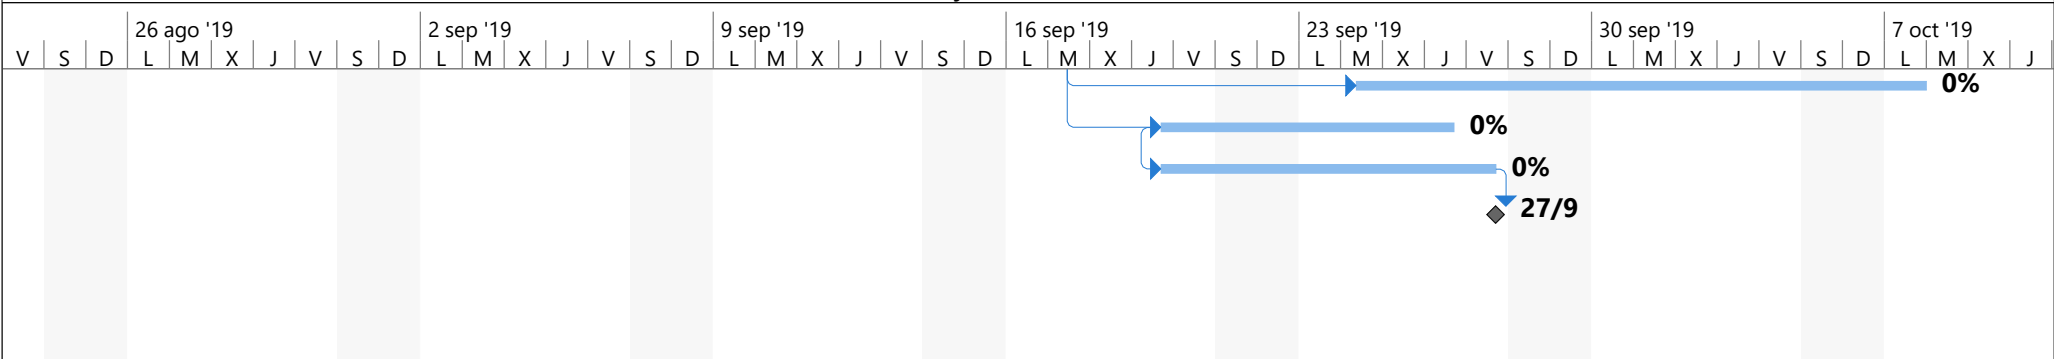 26 ago '19 2 sep '19 9 sep '19 16 sep '19 23 sep '19 30 sep '19 7 oct '19
V S D L M X J V S D L M X J V S D L M X J V S D L M X J V S D L M X J V S D L M X J V S D L M X J
0%
0%
0%
27/9